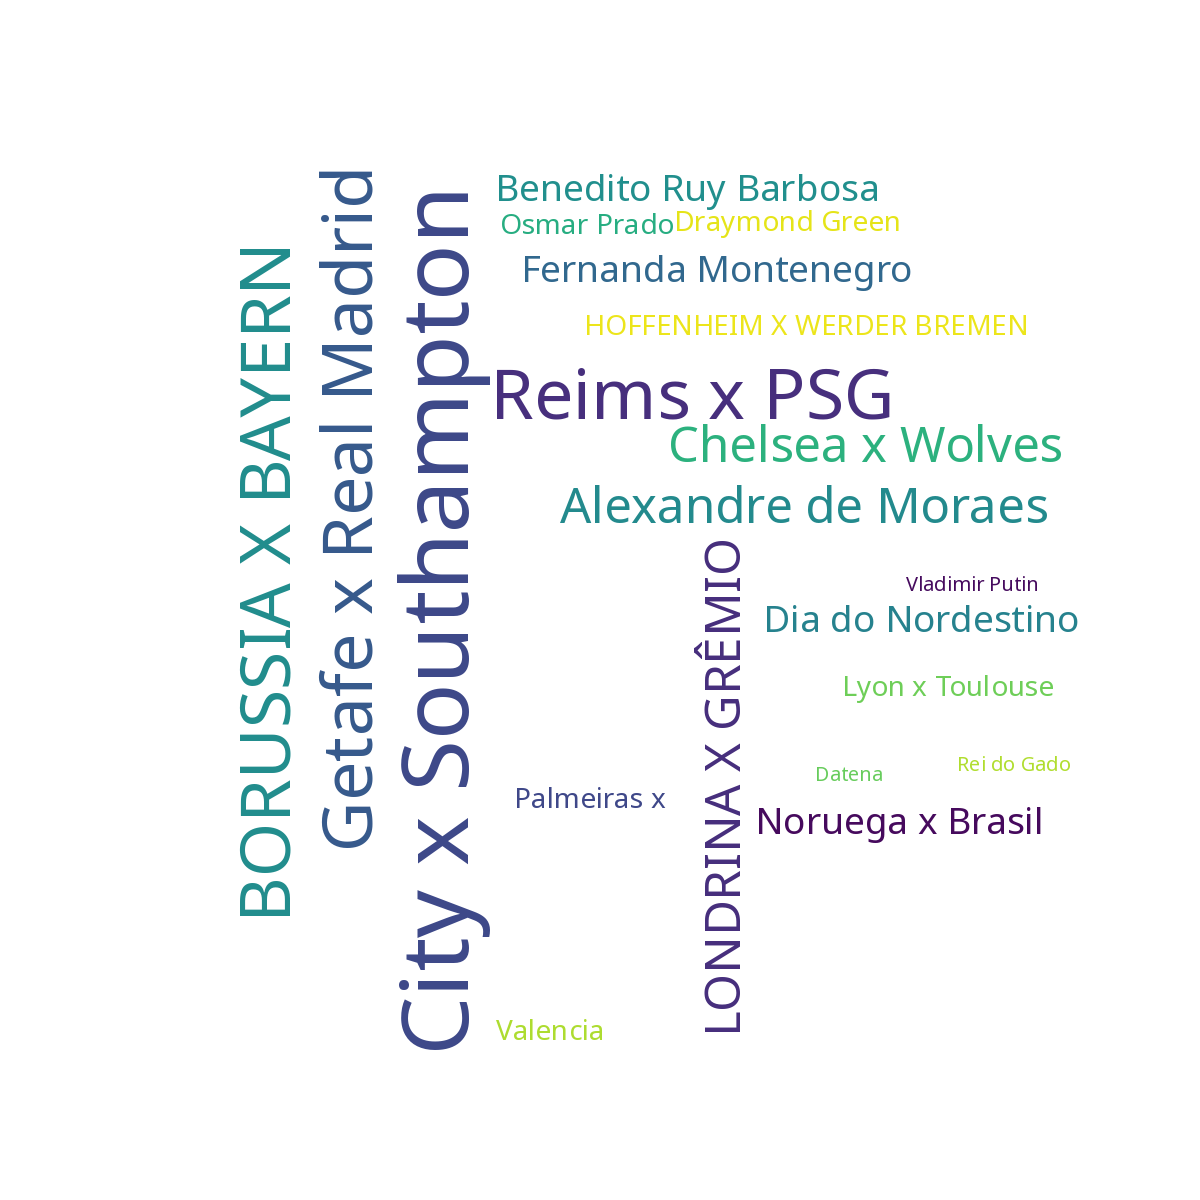 BORUSSIA X BAYERN
Getafe x Real Madrid
City x Southampton
Benedito Ruy Barbosa
Osmar Prado
Draymond Green
Fernanda Montenegro
HOFFENHEIM X WERDER BREMEN
Reims x PSG
Chelsea x Wolves
Alexandre de Moraes
LONDRINA X GRÊMIO
Vladimir Putin
Dia do Nordestino
Lyon x Toulouse
Rei do Gado
Datena
Palmeiras x
Noruega x Brasil
Valencia